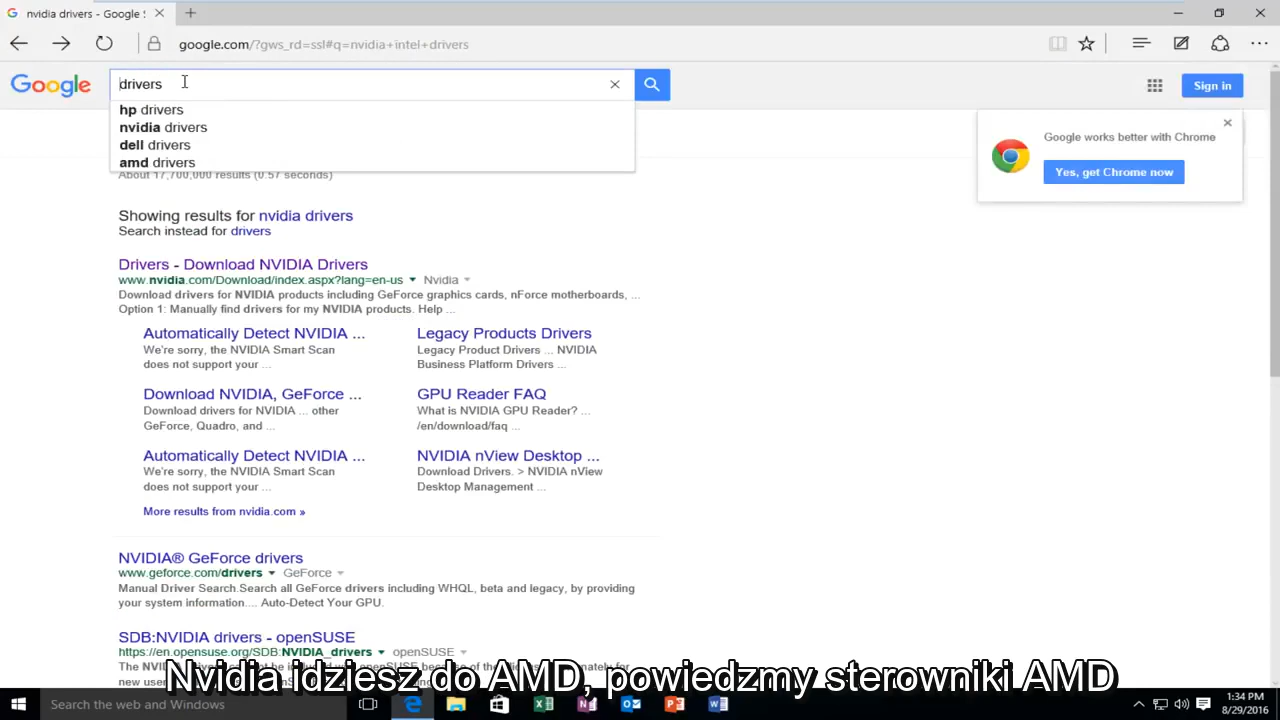 nvidia drivers - Google S
google.com/?gws_rd=ssl#q=nvidia+intel+drivers
Google
drivers
Sign in
hp drivers
nvidia drivers
dell drivers
amd drivers
Google works better with Chrome
Yes, get Chrome now
About 17,700,000 results (0.57 seconds)
Showing results for nvidia drivers
Search instead for drivers
Drivers - Download NVIDIA Drivers
www.nvidia.com/Download/index.aspx?lang=en-us Nvidia
Download drivers for NVIDIA products including GeForce graphics cards, nForce motherboards, ...
Option 1: Manually find drivers for my NVIDIA products. Help ...
Automatically Detect NVIDIA ...
We're sorry, the NVIDIA Smart Scan
does not support your ...
Legacy Products Drivers
Legacy Product Drivers ... NVIDIA
Business Platform Drivers ...
Download NVIDIA, GeForce ...
Download drivers for NVIDIA ... other
GeForce, Quadro, and ...
GPU Reader FAQ
What is NVIDIA GPU Reader? ...
/en/download/faq ...
Automatically Detect NVIDIA ...
We're sorry, the NVIDIA Smart Scan
does not support your ...
NVIDIA nView Desktop ...
Download Drivers. > NVIDIA nView
Desktop Management ...
More results from nvidia.com »
NVIDIA® GeForce drivers
www.geforce.com/drivers GeForce
Manual Driver Search.Search all GeForce drivers including WHQL, beta and legacy, by providing
your system information.... Auto-Detect Your GPU.
SDB:NVIDIA drivers - openSUSE
https://en.opensuse.org/SDB:NVIDIA_drivers openSUSE
The
new user
Nvidia idziesz do AMD, powiedzmy sterowniki AMD
Search the web and Windows
1:34 PM
8/29/2016